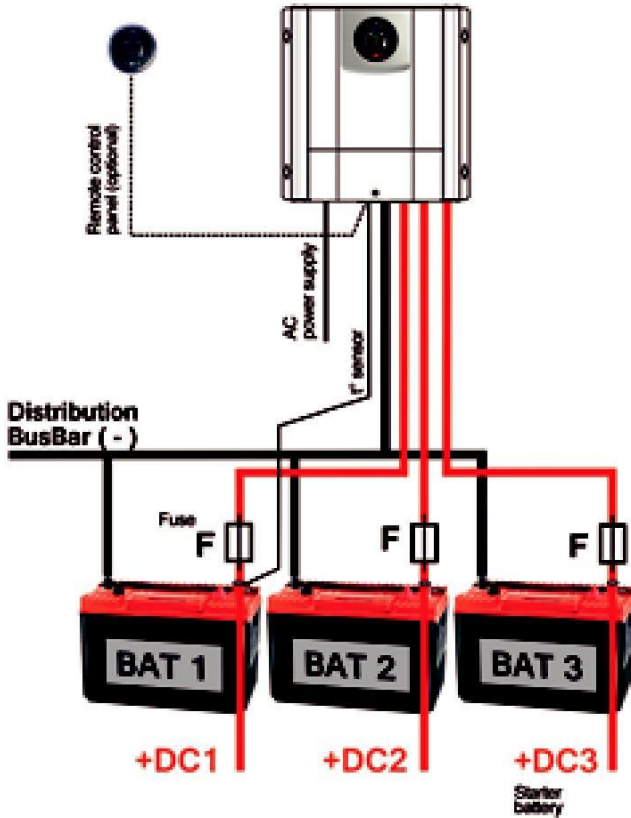 Remote control
panel (optional)
AC
power supply
t° sensor
Distribution
BusBar ( - )
Fuse
F
F
F
BAT 1
BAT 2
BAT 3
+DC1
+DC2
+DC3
Starter
battery